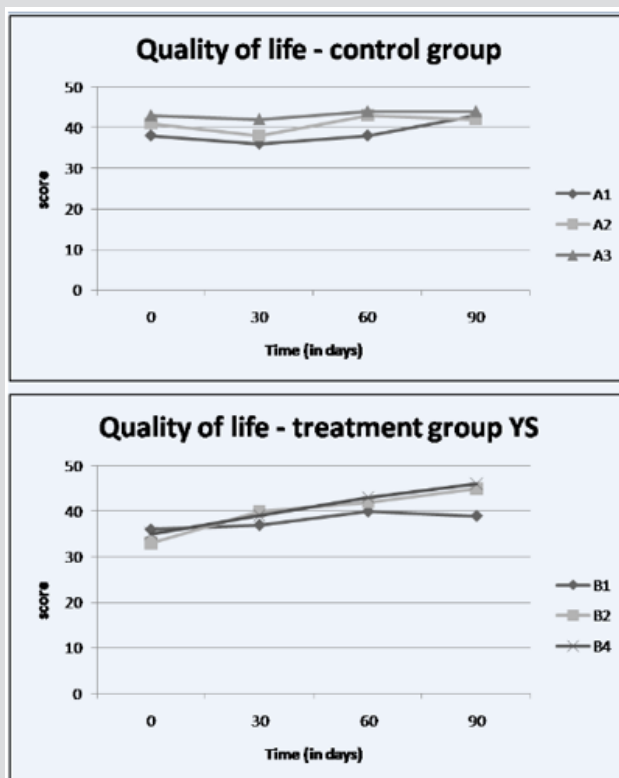 Quality of life - control group
50
40
30
20
10
0
score
0 30 60 90
Time (in days)
A1
A2
A3
Quality of life - treatment group YS
50
40
30
20
10
0
score
0 30 60 90
Time (in days)
B1
B2
B4